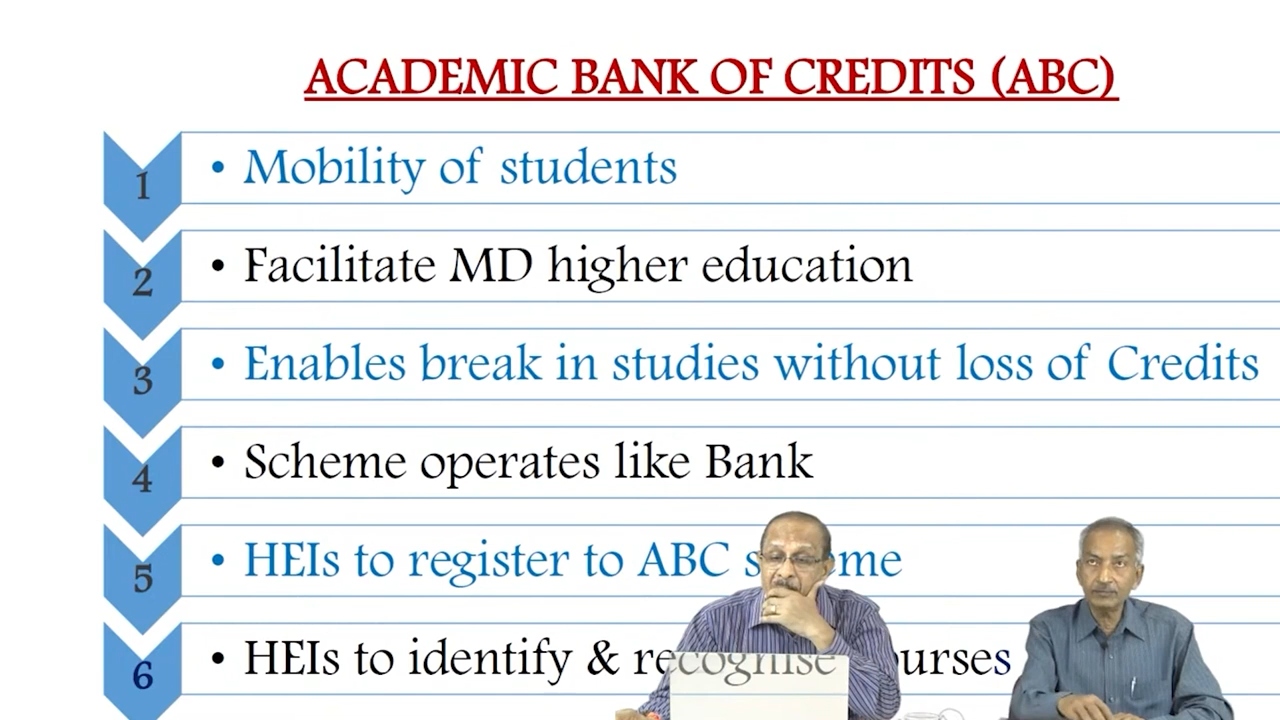 ACADEMIC BANK OF CREDITS (ABC)
1 • Mobility of students
2 • Facilitate MD higher education
3 • Enables break in studies without loss of Credits
4 • Scheme operates like Bank
5 • HEIs to register to ABC
6 • HEIs to identify & recognise